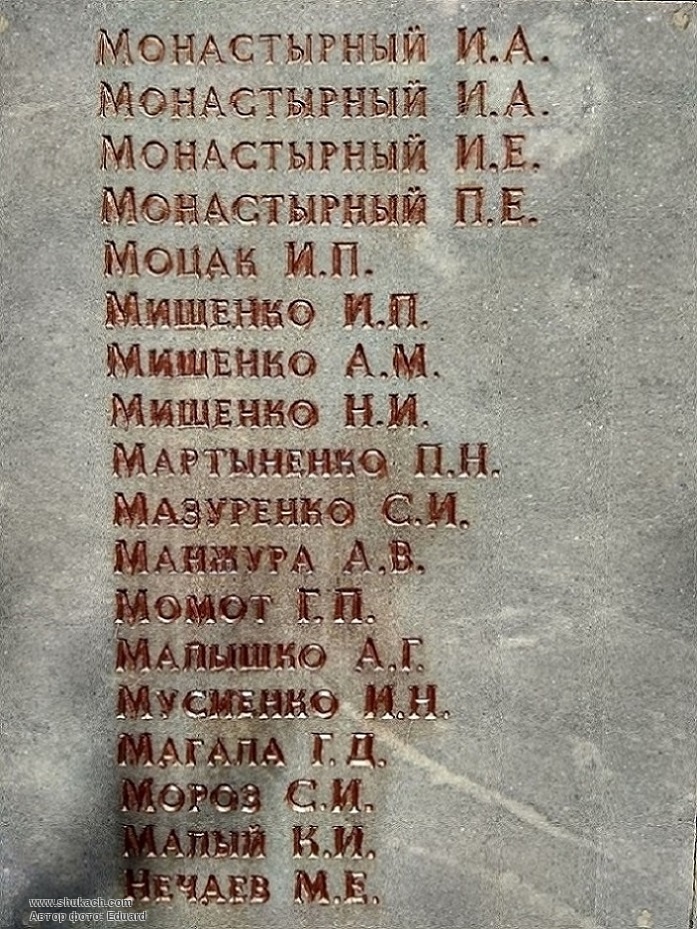 Монастырный И.А.
Монастырный И.А.
Монастырный И.Е.
Монастырный П.Е.
Моцак И.П.
Мищенко И.П.
Мищенко А.М.
Мищенко Н.И.
Мартыненко П.Н.
Мазуренко С.И.
Манжура А.В.
Момот Г.П.
Малышко А.Г.
Мусиенко И.Н.
Магала Г.Д.
Мороз С.И.
Малый К.И.
Нечаев М.Е.
www.shukach.com
Автор фото: Eduard